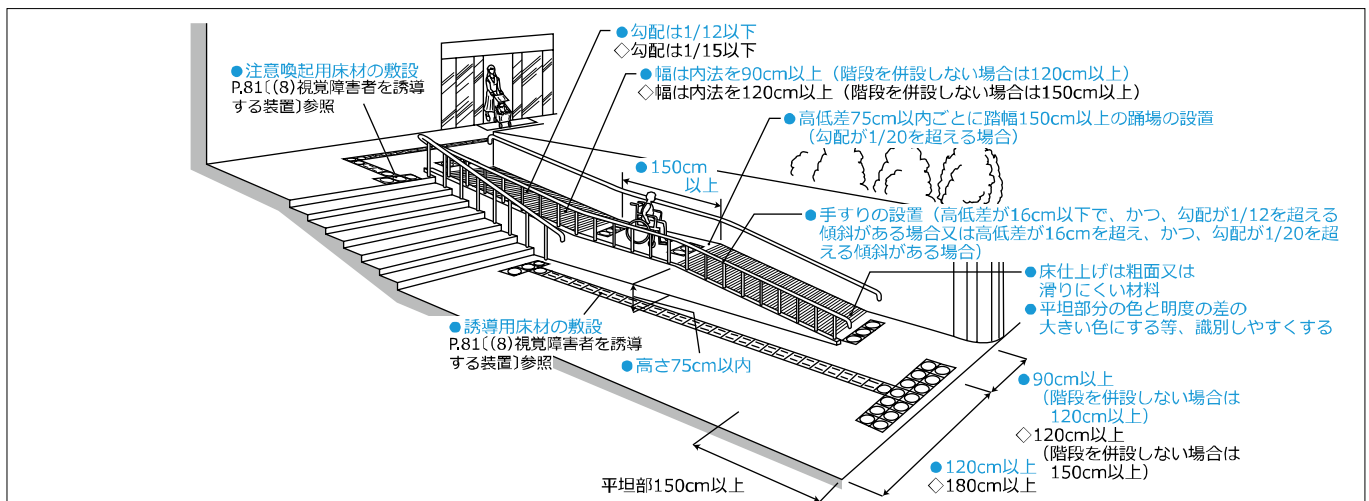 ●勾配は1/12以下
◇勾配は1/15以下
●注意喚起用床材の敷設
P.81〔(8)視覚障害者を誘導
する装置〕参照
●幅は内法を90cm以上（階段を併設しない場合は120cm以上）
◇幅は内法を120cm以上（階段を併設しない場合は150cm以上）
●高低差75cm以内ごとに踏幅150cm以上の踊場の設置
（勾配が1/20を超える場合）
●150cm
以上
●手すりの設置（高低差が16cm以下で、かつ、勾配が1/12を超える
傾斜がある場合又は高低差が16cmを超え、かつ、勾配が1/20を超
える傾斜がある場合）
●床仕上げは粗面又は
滑りにくい材料
●平坦部分の色と明度の差の
大きい色にする等、識別しやすくする
●誘導用床材の敷設
P.81〔(8)視覚障害者を誘導
する装置〕参照
●高さ75cm以内
●90cm以上
（階段を併設しない場合は
120cm以上）
◇120cm以上
（階段を併設しない場合は
150cm以上）
●120cm以上
◇180cm以上
平坦部150cm以上